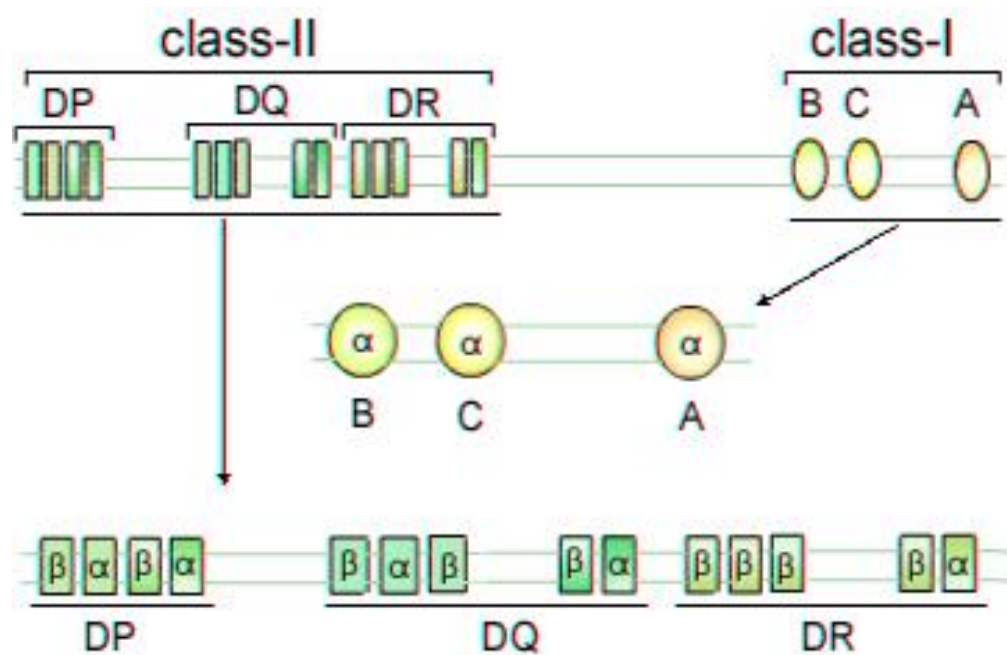 class-II class-I
DP DQ DR B C A
α α α
B C A
β α β α β α β β α β β β β α
DP DQ DR